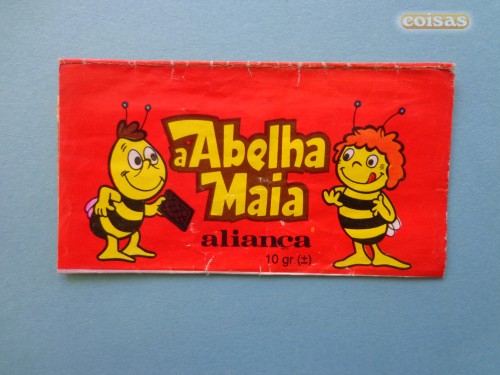 coisas
a Abelha
Maia
aliança
10 gr (±)